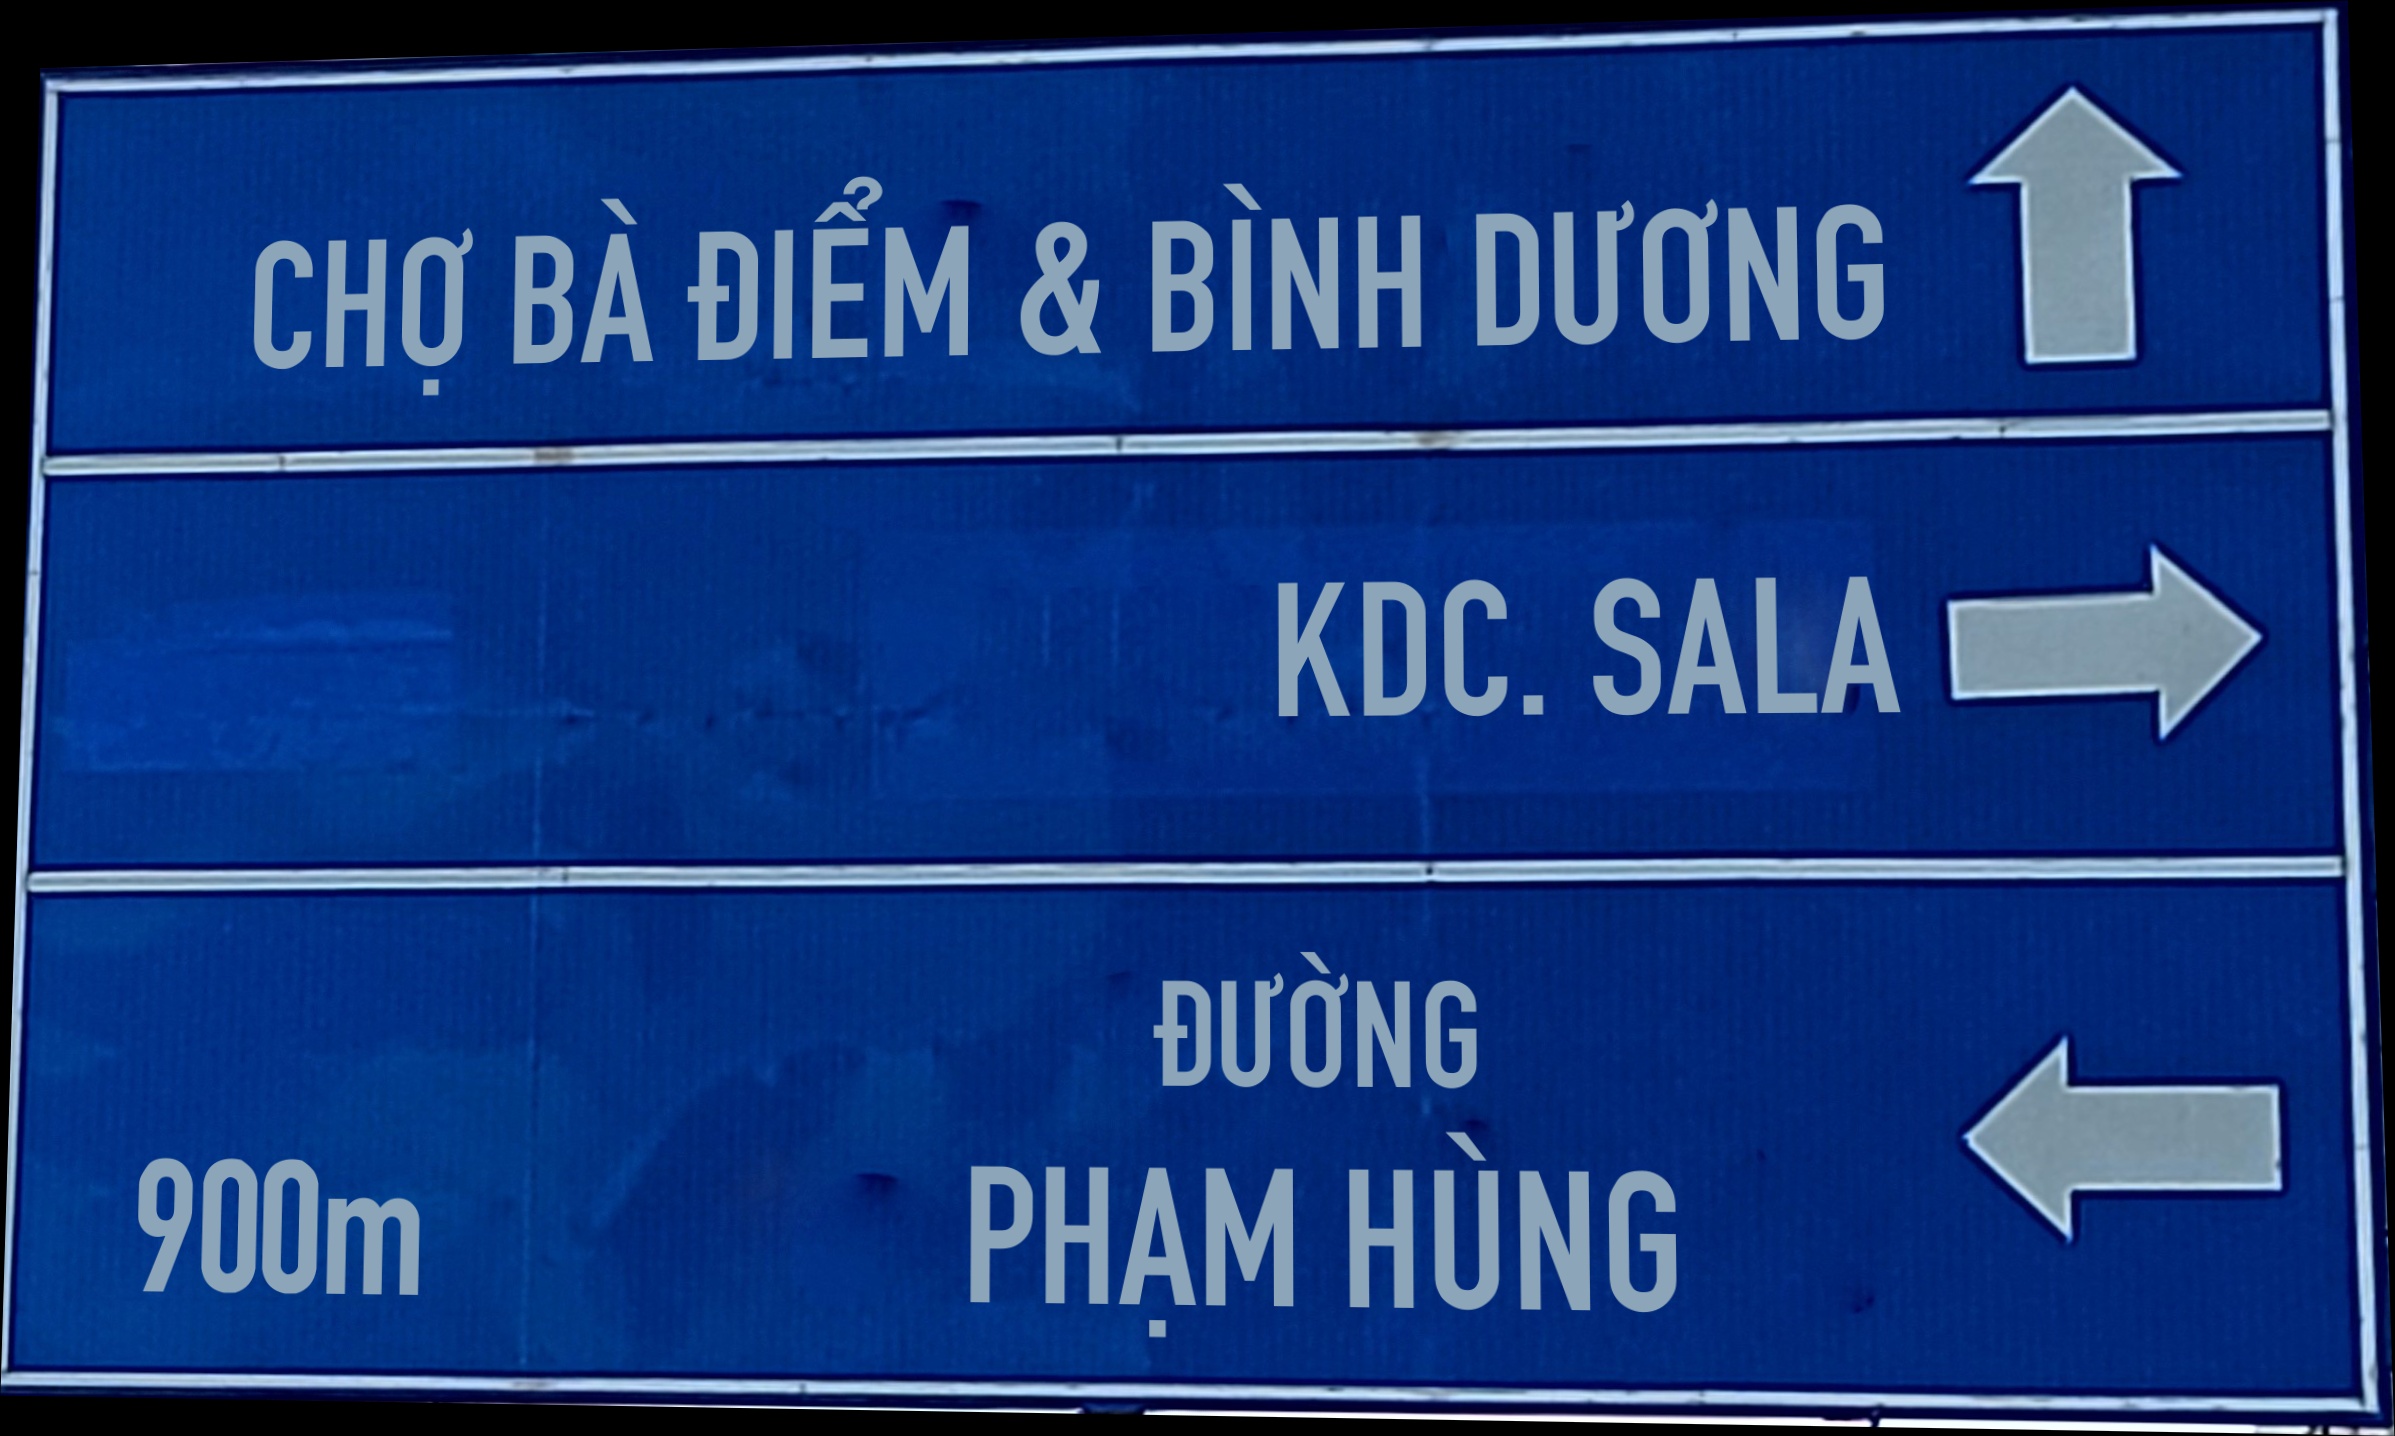 CHỢ BÀ ĐIỂM & BÌNH DƯƠNG
KDC. SALA
ĐƯỜNG
900m PHẠM HÙNG